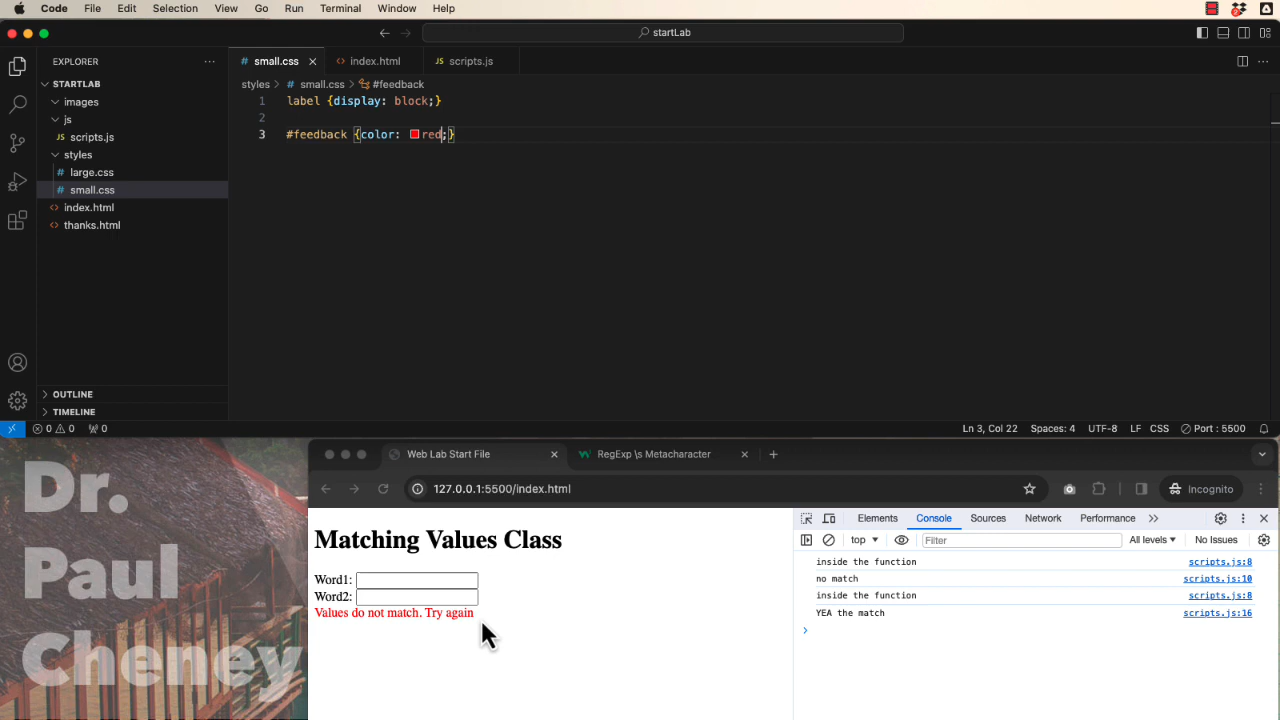 Code File Edit Selection View Go Run Terminal Window Help
startLab
EXPLORER
small.css
index.html
scripts.js
STARTLAB
images
js
scripts.js
styles
large.css
small.css
index.html
thanks.html
OUTLINE
TIMELINE
styles > # small.css > #feedback
1 label {display: block;}
2
3 #feedback {color: red;}
0 0 0
Ln 3, Col 22 Spaces: 4 UTF-8 LF CSS Port : 5500
Dr.
Paul
Cheney
Web Lab Start File
RegExp \s Metacharacter
127.0.0.1:5500/index.html
Incognito
Matching Values Class
Word1:
Word2:
Values do not match, Try again
Elements Console Sources Network Performance
top Filter All levels No Issues
inside the function scripts.js:8
no match scripts.js:10
inside the function scripts.js:8
YEA the match scripts.js:16